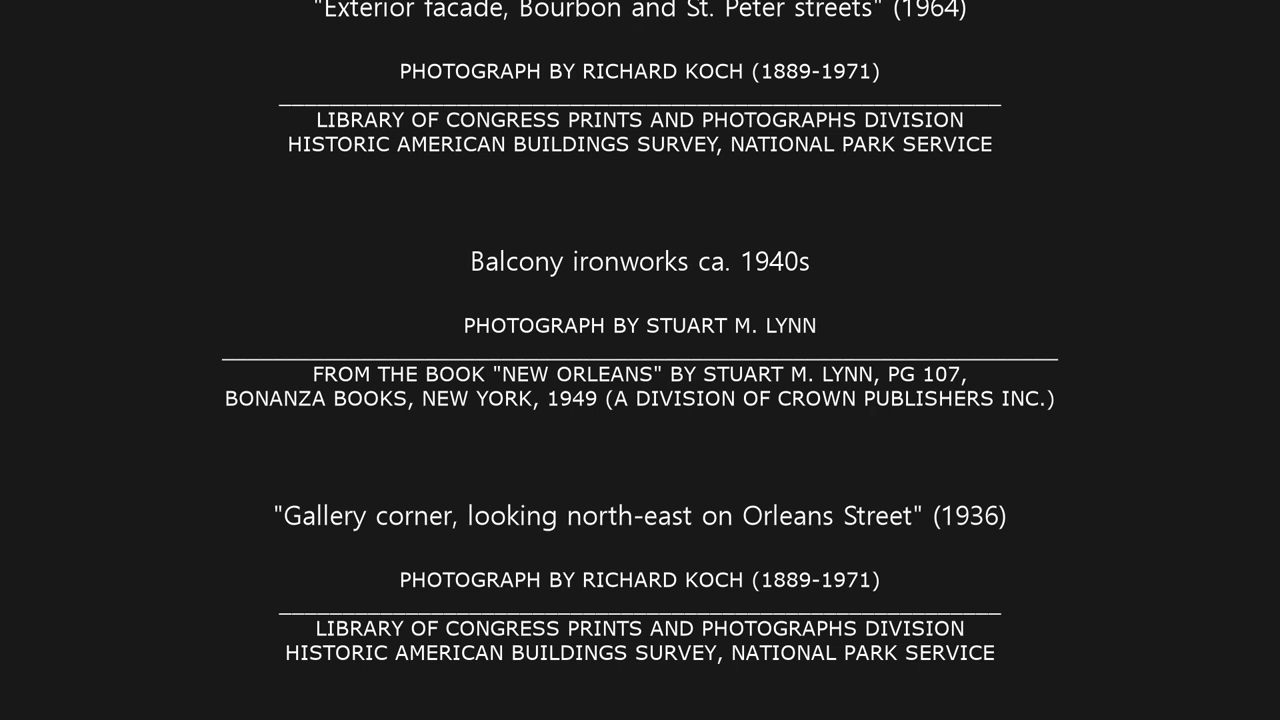 "Exterior facade, Bourbon and St. Peter streets" (1964)
PHOTOGRAPH BY RICHARD KOCH (1889-1971)
LIBRARY OF CONGRESS PRINTS AND PHOTOGRAPHS DIVISION
HISTORIC AMERICAN BUILDINGS SURVEY, NATIONAL PARK SERVICE
Balcony ironworks ca. 1940s
PHOTOGRAPH BY STUART M. LYNN
FROM THE BOOK "NEW ORLEANS" BY STUART M. LYNN, PG 107,
BONANZA BOOKS, NEW YORK, 1949 (A DIVISION OF CROWN PUBLISHERS INC.)
"Gallery corner, looking north-east on Orleans Street" (1936)
PHOTOGRAPH BY RICHARD KOCH (1889-1971)
LIBRARY OF CONGRESS PRINTS AND PHOTOGRAPHS DIVISION
HISTORIC AMERICAN BUILDINGS SURVEY, NATIONAL PARK SERVICE